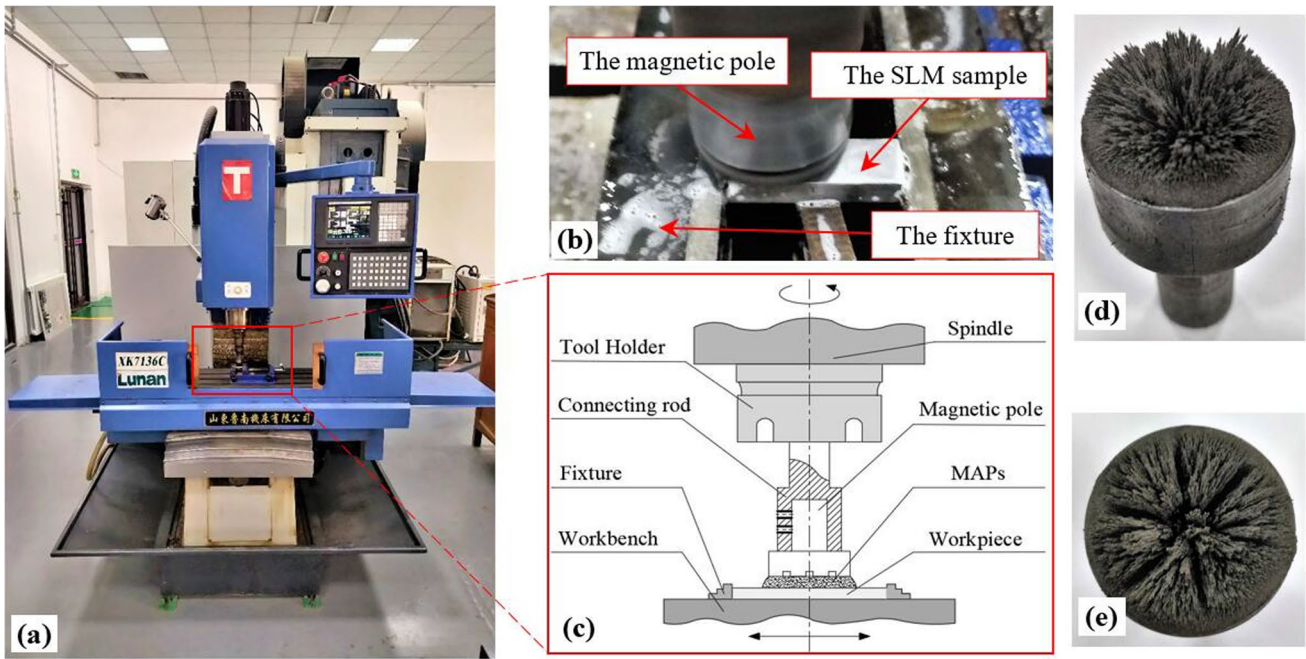 T
XK7136C
Lunan
山東魯南機床有限公司
(a)
The magnetic pole
The SLM sample
The fixture
(b)
Spindle
Tool Holder
Connecting rod
Magnetic pole
Fixture
MAPs
Workbench
Workpiece
(c)
(d)
(e)